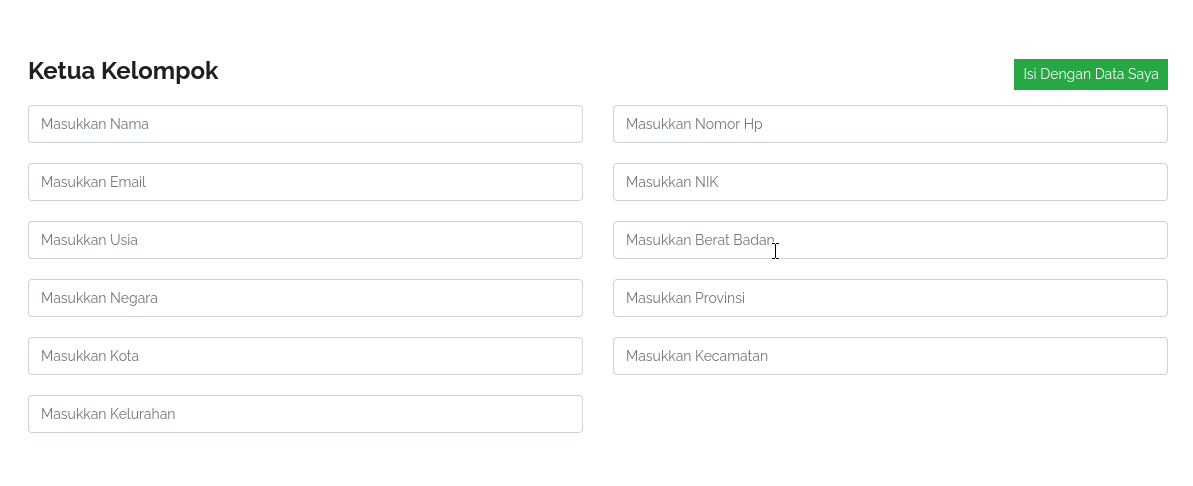 Ketua Kelompok
Isi Dengan Data Saya
Masukkan Nama
Masukkan Nomor Hp
Masukkan Email
Masukkan NIK
Masukkan Usia
Masukkan Berat Badan
Masukkan Negara
Masukkan Provinsi
Masukkan Kota
Masukkan Kecamatan
Masukkan Kelurahan